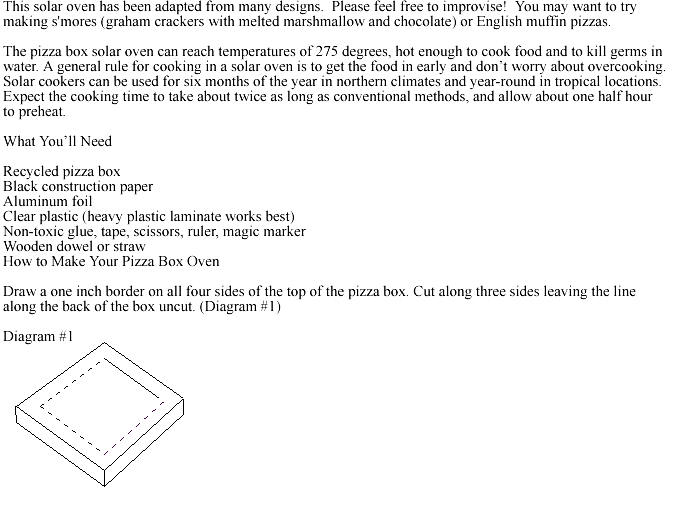 This solar oven has been adapted from many designs.  Please feel free to improvise!  You may want to try
making s'mores (graham crackers with melted marshmallow and chocolate) or English muffin pizzas.
The pizza box solar oven can reach temperatures of 275 degrees, hot enough to cook food and to kill germs in
water. A general rule for cooking in a solar oven is to get the food in early and don't worry about overcooking.
Solar cookers can be used for six months of the year in northern climates and year-round in tropical locations.
Expect the cooking time to take about twice as long as conventional methods, and allow about one half hour
to preheat.
What You'll Need
Recycled pizza box
Black construction paper
Aluminum foil
Clear plastic (heavy plastic laminate works best)
Non-toxic glue, tape, scissors, ruler, magic marker
Wooden dowel or straw
How to Make Your Pizza Box Oven
Draw a one inch border on all four sides of the top of the pizza box. Cut along three sides leaving the line
along the back of the box uncut. (Diagram #1)
Diagram #1